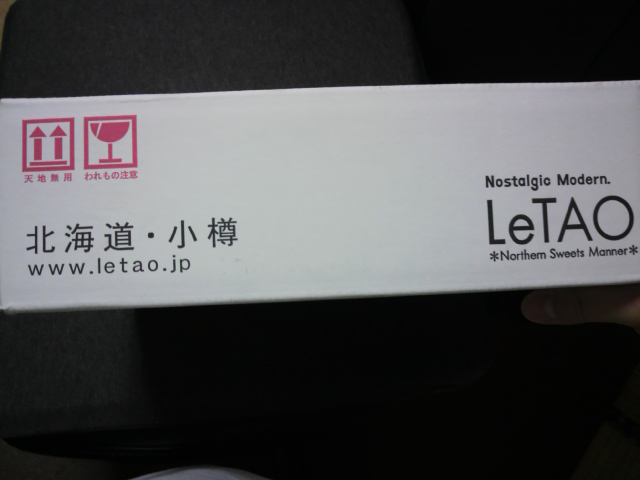 天地無用
われもの注意
北海道・小樽
www.letao.jp
Nostalgic Modern.
LeTAO
*Northern Sweets Manner*